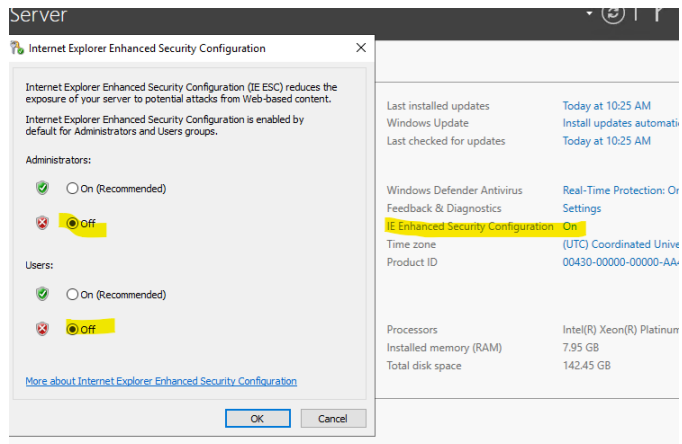 Server
Internet Explorer Enhanced Security Configuration
Internet Explorer Enhanced Security Configuration (IE ESC) reduces the
exposure of your server to potential attacks from Web-based content.
Internet Explorer Enhanced Security Configuration is enabled by
default for Administrators and Users groups.
Administrators:
On (Recommended)
Off
Users:
On (Recommended)
Off
More about Internet Explorer Enhanced Security Configuration
OK Cancel
Last installed updates Today at 10:25 AM
Windows Update Install updates automati
Last checked for updates Today at 10:25 AM
Windows Defender Antivirus Real-Time Protection: On
Feedback & Diagnostics Settings
IE Enhanced Security Configuration On
Time zone (UTC) Coordinated Unive
Product ID 00430-00000-00000-AA4
Processors Intel(R) Xeon(R) Platinum
Installed memory (RAM) 7.95 GB
Total disk space 142.45 GB